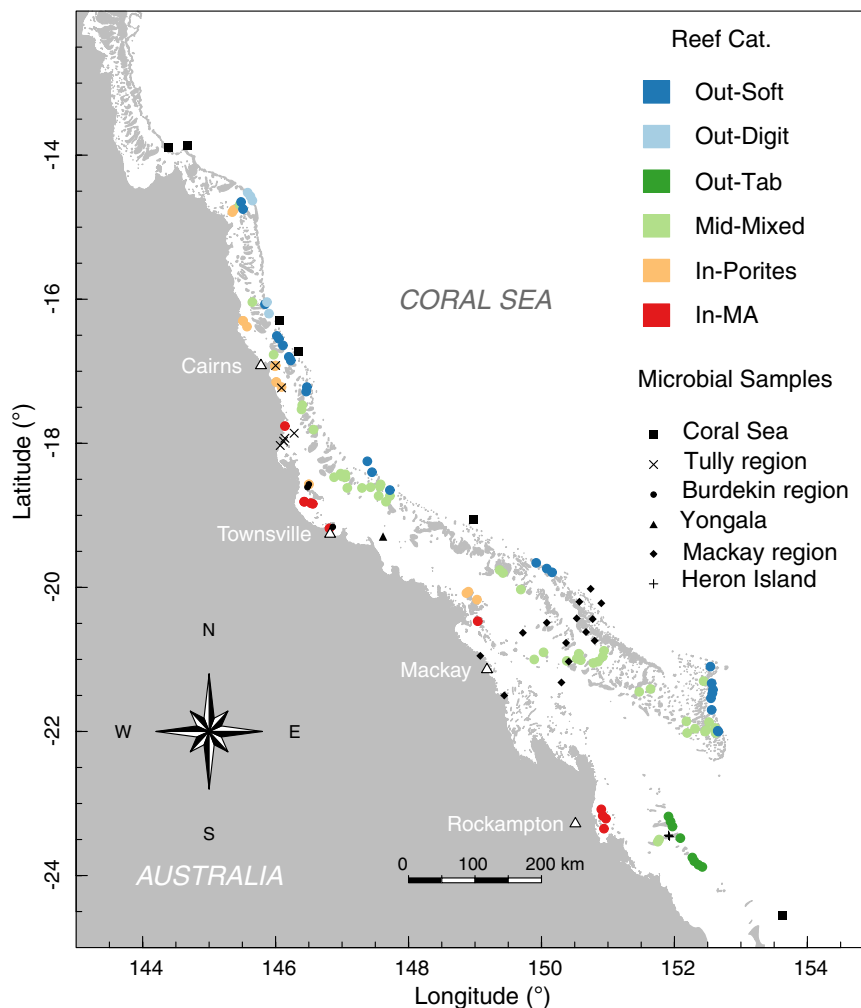 Reef Cat.
Out-Soft
Out-Digit
Out-Tab
Mid-Mixed
In-Porites
In-MA
Microbial Samples
Coral Sea
Tully region
Burdekin region
Yongala
Mackay region
Heron Island
CORAL SEA
Cairns
Townsville
Mackay
Rockampton
AUSTRALIA
N
W
E
S
0 100 200 km
Latitude (°)
-14
-16
-18
-20
-22
-24
144 146 148 150 152 154
Longitude (°)